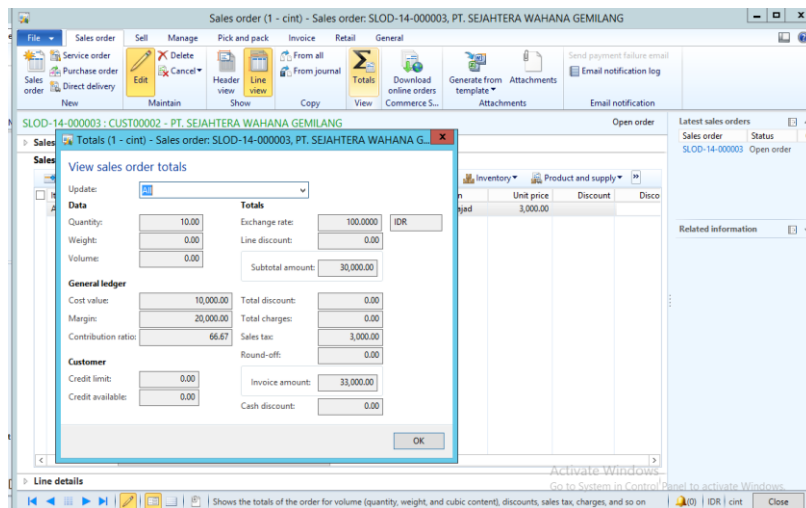 Sales order (1 - cint) - Sales order: SLOD-14-000003, PT. SEJAHTERA WAHANA GEMILANG
File Sales order Sell Manage Pick and pack Invoice Retail General
Sales order
Service order
Purchase order
Direct delivery
New
Edit
Delete
Cancel
Maintain
Header view
Line view
Show
From all
From journal
Copy
Totals
View
Download online orders
Commerce S...
Generate from template
Attachments
Attachments
Send payment failure email
Email notification log
Email notification
SLOD-14-000003 : CUST00002 - PT. SEJAHTERA WAHANA GEMILANG
Open order
Sales
Totals (1 - cint) - Sales order: SLOD-14-000003, PT. SEJAHTERA WAHANA G...
Sales
View sales order totals
Update: All
Data
Quantity: 10.00
Weight: 0.00
Volume: 0.00
General ledger
Cost value: 10,000.00
Margin: 20,000.00
Contribution ratio: 66.67
Customer
Credit limit: 0.00
Credit available: 0.00
Totals
Exchange rate: 100.0000 IDR
Line discount: 0.00
Subtotal amount: 30,000.00
Total discount: 0.00
Total charges: 0.00
Sales tax: 3,000.00
Round-off: 0.00
Invoice amount: 33,000.00
Cash discount: 0.00
OK
Inventory Product and supply
Unit price Discount Disco
ajad 3,000.00
Latest sales orders
Sales order Status
SLOD-14-000003 Open order
Related information
Line details
Activate Windows
Go to System in Control Panel to activate Windows.
Shows the totals of the order for volume (quantity, weight, and cubic content), discounts, sales tax, charges, and so on
(0) IDR cint Close